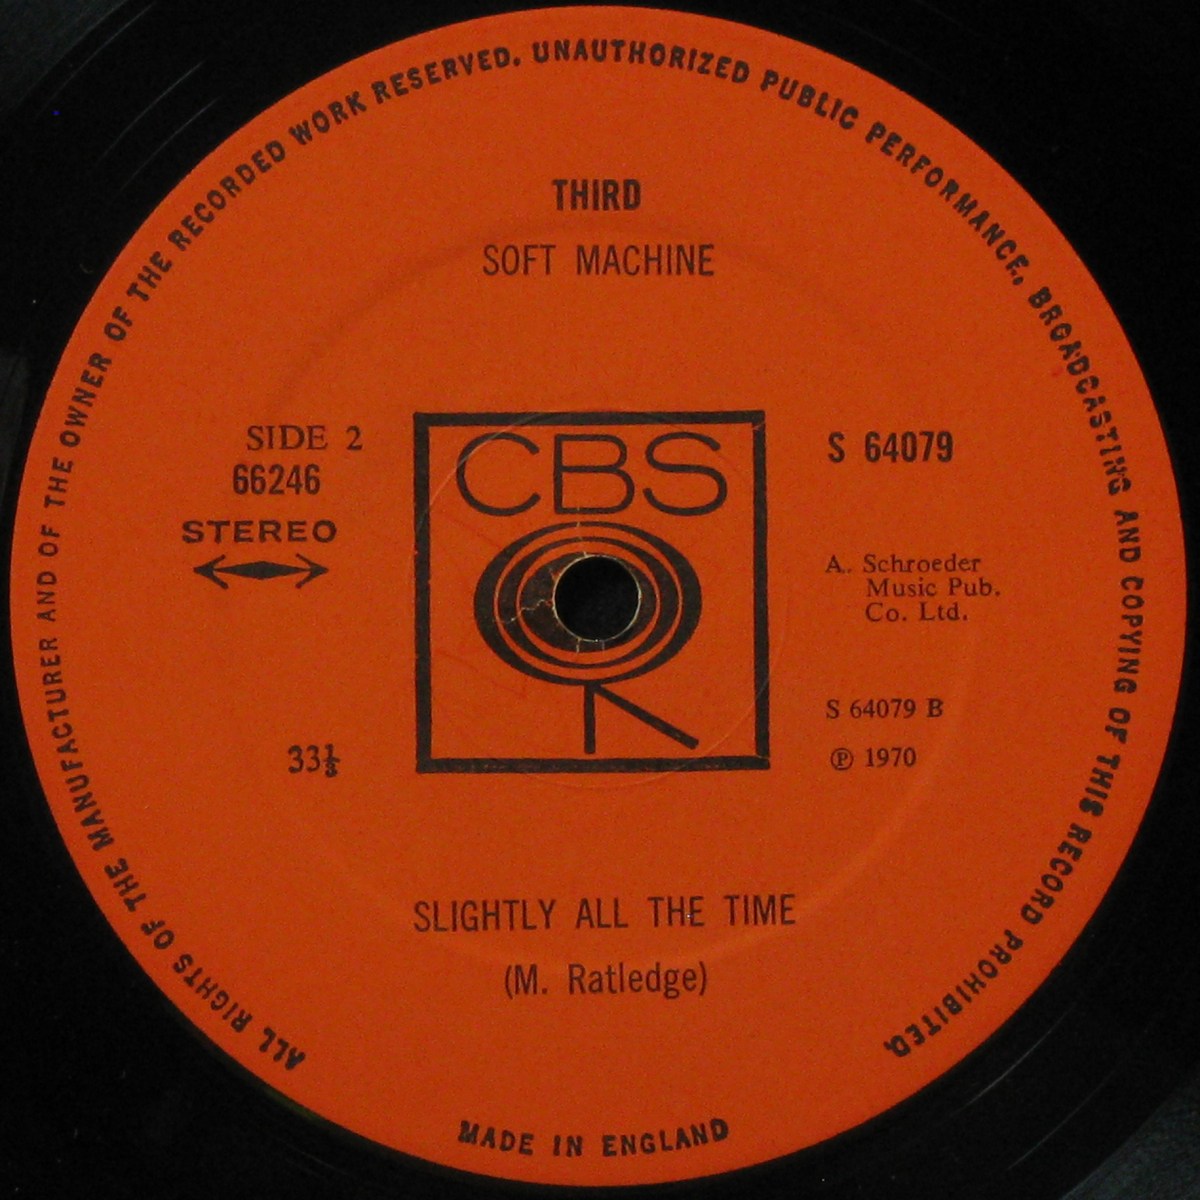 ALL RIGHTS OF THE MANUFACTURER AND OF THE OWNER OF THE RECORDED WORK RESERVED. UNAUTHORIZED PUBLIC PERFORMANCE, BROADCASTING AND COPYING OF THIS RECORD PROHIBITED.
THIRD
SOFT MACHINE
SIDE 2
66246
STEREO
CBS
S 64079
A. Schroeder
Music Pub.
Co. Ltd.
S 64079 B
℗ 1970
33⅓
SLIGHTLY ALL THE TIME
(M. Ratledge)
MADE IN ENGLAND